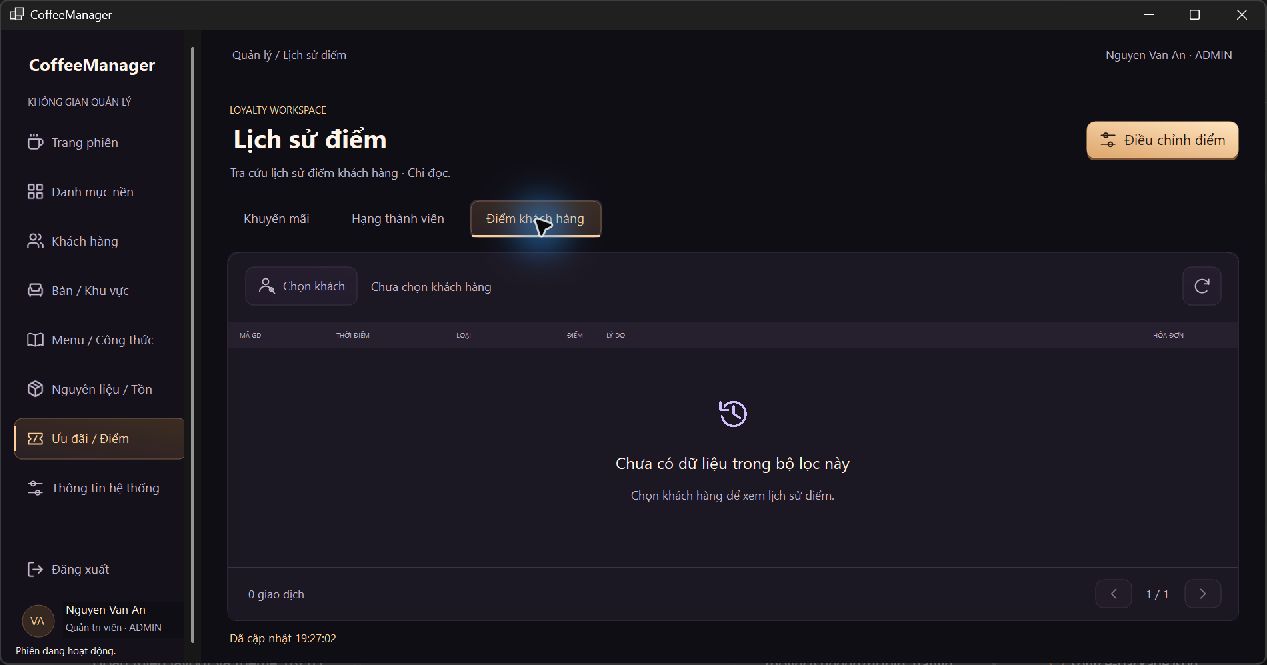 CoffeeManager
CoffeeManager
KHÔNG GIAN QUẢN LÝ
Trang phiên
Danh mục nền
Khách hàng
Bàn / Khu vực
Menu / Công thức
Nguyên liệu / Tồn
Ưu đãi / Điểm
Thông tin hệ thống
Đăng xuất
VA
Nguyen Van An
Quản trị viên · ADMIN
Phiên đang hoạt động.
Quản lý / Lịch sử điểm
Nguyen Van An · ADMIN
LOYALTY WORKSPACE
Lịch sử điểm
Điều chỉnh điểm
Tra cứu lịch sử điểm khách hàng · Chỉ đọc.
Khuyến mãi Hạng thành viên Điểm khách hàng
Chọn khách Chưa chọn khách hàng
MÃ GD THỜI ĐIỂM LOẠI ĐIỂM LÝ DO HÓA ĐƠN
Chưa có dữ liệu trong bộ lọc này
Chọn khách hàng để xem lịch sử điểm.
0 giao dịch
1 / 1
Đã cập nhật 19:27:02